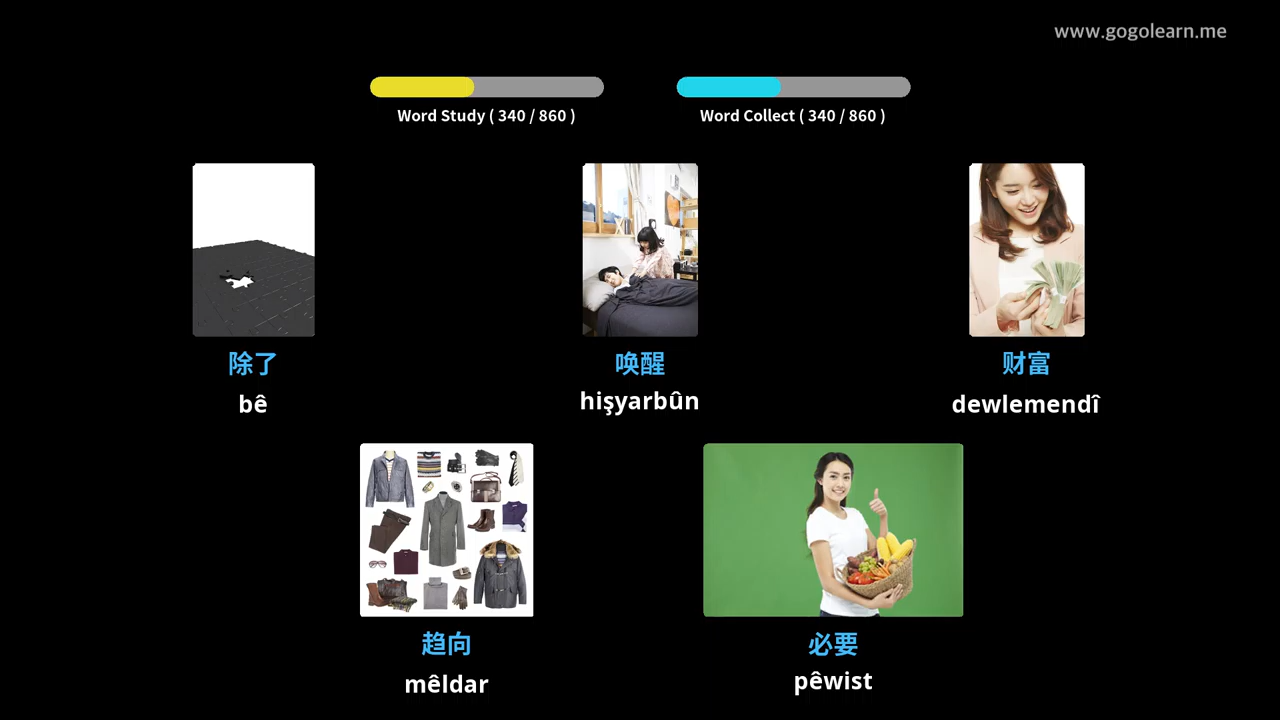 www.gogolearn.me
Word Study ( 340 / 860 )
Word Collect ( 340 / 860 )
除了
bê
唤醒
hişyarbûn
财富
dewlemendî
趋向
mêldar
必要
pêwist